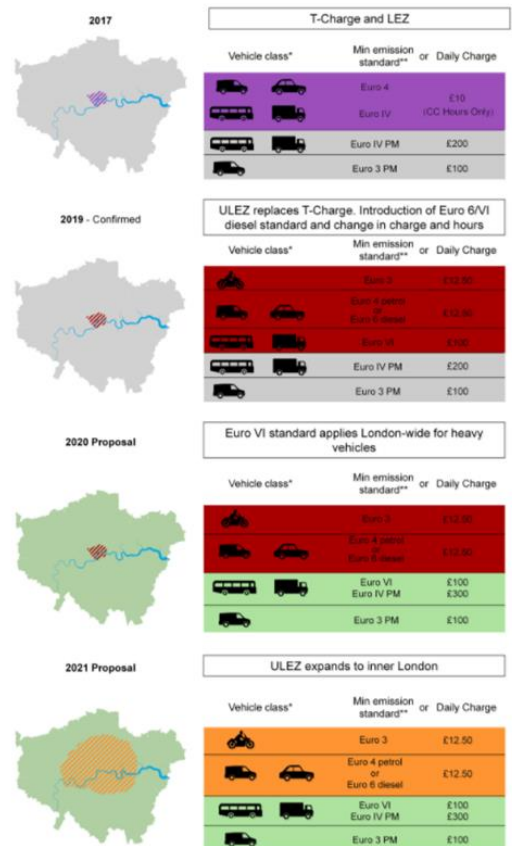 2017
T-Charge and LEZ
Vehicle class* Min emission standard** or Daily Charge
Euro 4
Euro IV
£10
(CC Hours Only)
Euro IV PM £200
Euro 3 PM £100
2019 - Confirmed
ULEZ replaces T-Charge. Introduction of Euro 6/VI
diesel standard and change in charge and hours
Vehicle class* Min emission standard** or Daily Charge
Euro 3 £12.50
Euro 4 petrol
or
Euro 6 diesel
£12.50
Euro VI £100
Euro IV PM £200
Euro 3 PM £100
2020 Proposal
Euro VI standard applies London-wide for heavy
vehicles
Vehicle class* Min emission standard** or Daily Charge
Euro 3 £12.50
Euro 4 petrol
or
Euro 6 diesel
£12.50
Euro VI £100
Euro IV PM £300
Euro 3 PM £100
2021 Proposal
ULEZ expands to inner London
Vehicle class* Min emission standard** or Daily Charge
Euro 3 £12.50
Euro 4 petrol
or
Euro 6 diesel
£12.50
Euro VI £100
Euro IV PM £300
Euro 3 PM £100